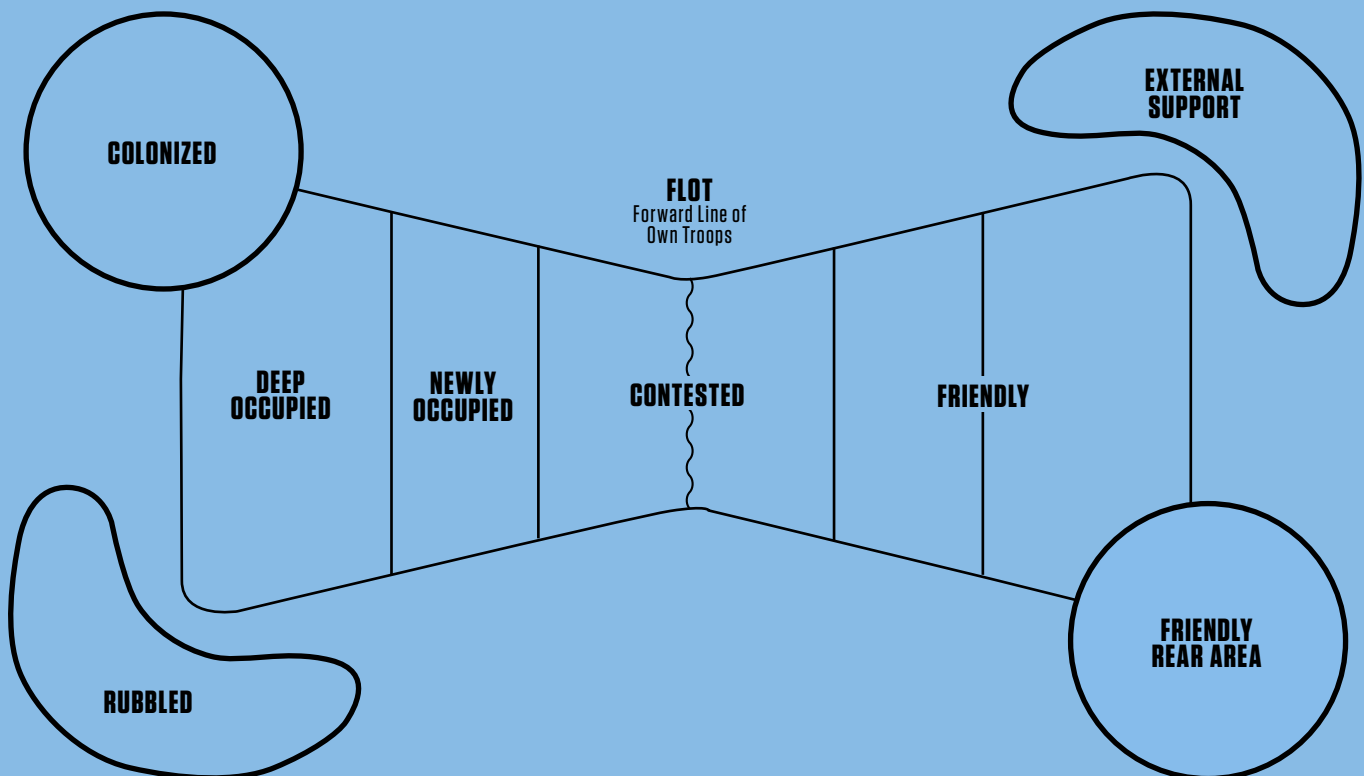 COLONIZED
EXTERNAL
SUPPORT
FLOT
Forward Line of
Own Troops
DEEP
OCCUPIED
NEWLY
OCCUPIED
CONTESTED
FRIENDLY
RUBBLED
FRIENDLY
REAR AREA